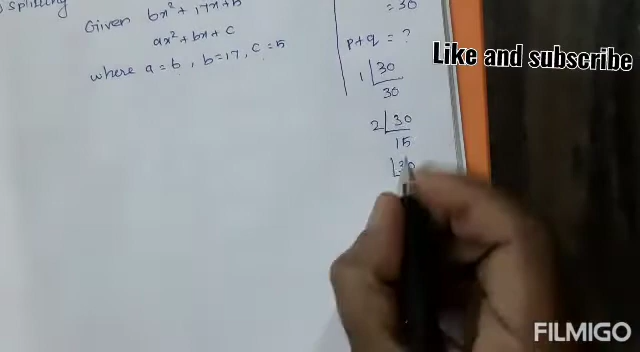 splitting
Given 6x² + 17x + 5
ax² + bx + c
where a = 6, b = 17, c = 5
= 30
p + q = ?
1 | 30
30
2 | 30
15
30
Like and subscribe
FILMIGO